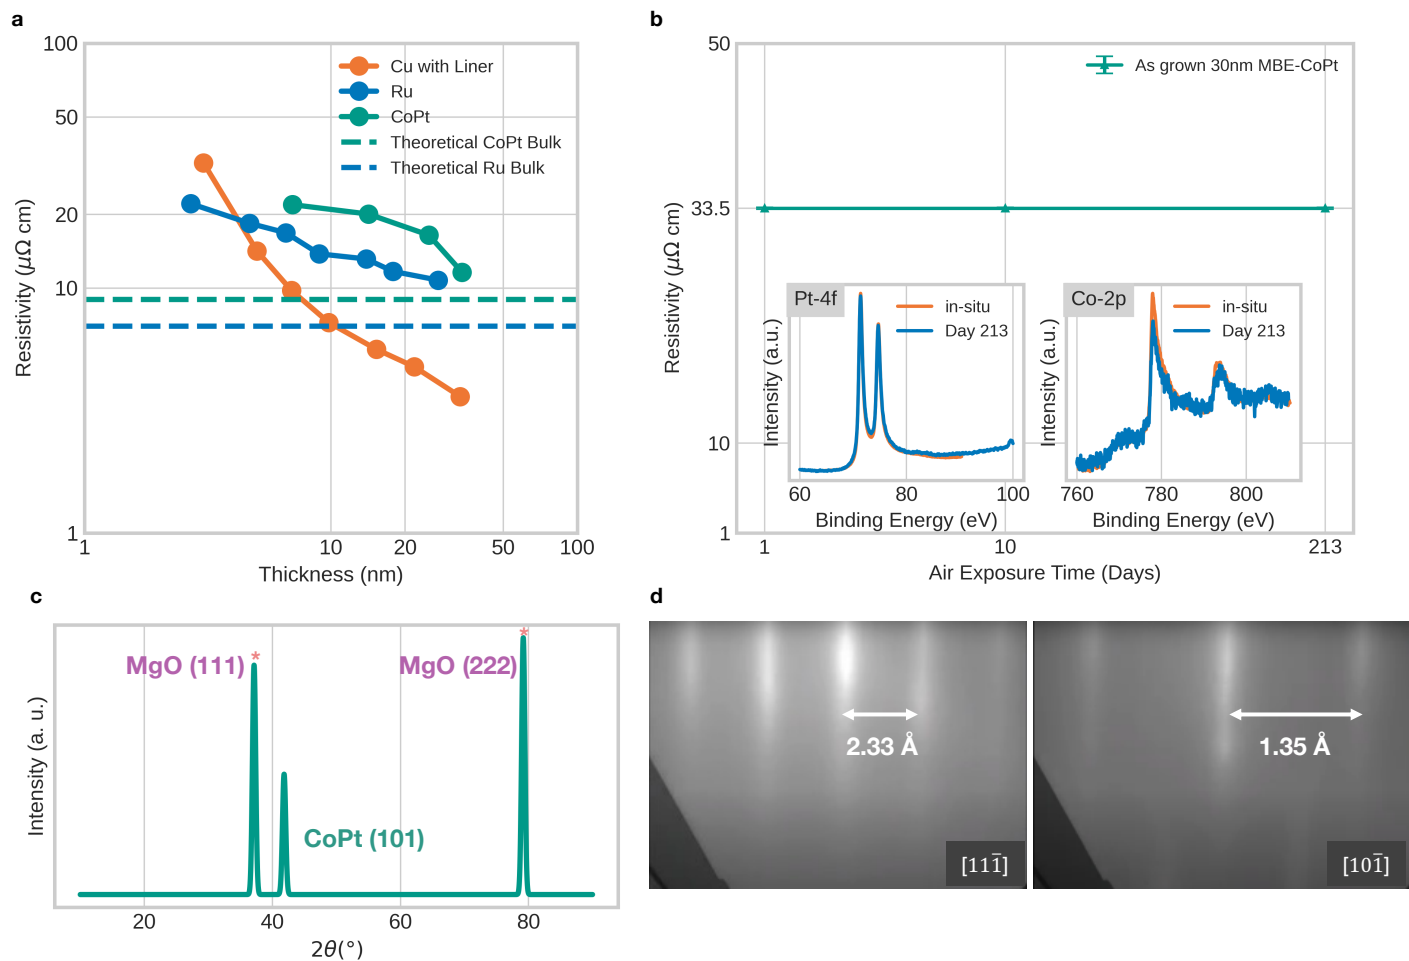 a
100
50
20
10
1
Resistivity (μΩ cm)
Cu with Liner
Ru
CoPt
Theoretical CoPt Bulk
Theoretical Ru Bulk
1
10
20
50
100
Thickness (nm)
b
50
33.5
10
1
Resistivity (μΩ cm)
As grown 30nm MBE-CoPt
Pt-4f
in-situ
Day 213
Intensity (a.u.)
60
80
100
Binding Energy (eV)
Co-2p
in-situ
Day 213
Intensity (a.u.)
760
780
800
Binding Energy (eV)
1
10
213
Air Exposure Time (Days)
c
Intensity (a. u.)
MgO (111)
*
MgO (222)
*
CoPt (101)
20
40
60
80
2θ(°)
d
2.33 Å
[111̅]
1.35 Å
[101̅]